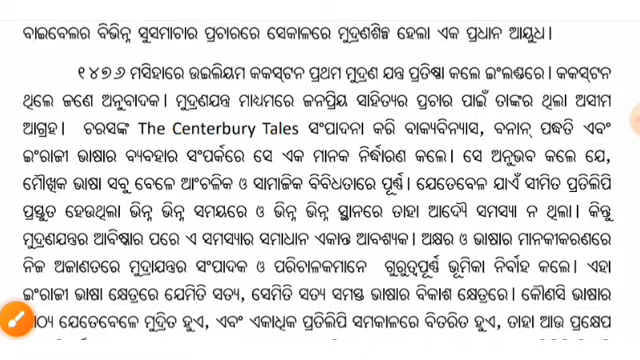 ବାଇବେଲର ବିଭିନ୍ନ ସୁସମାଚାର ପ୍ରଚାରରେ ସେକାଳରେ ମୁଦ୍ରଣଶିଳ୍ପ ହେଲା ଏକ ପ୍ରଧାନ ଆୟୁଧ।
୧୪୭୬ ମସିହାରେ ଉଇଲିୟମ କକସ୍‌ଟନ ପ୍ରଥମ ମୁଦ୍ରଣ ଯନ୍ତ୍ର ପ୍ରତିଷ୍ଠା କଲେ ଇଂଲଣ୍ଡରେ। କକସ୍‌ଟନ
ଥିଲେ ଜଣେ ଅନୁବାଦକ। ମୁଦ୍ରଣଯନ୍ତ୍ର ମାଧ୍ୟମରେ ଜନପ୍ରିୟ ସାହିତ୍ୟର ପ୍ରଚାର ପାଇଁ ତାଙ୍କର ଥିଲା ଅସୀମ
ଆଗ୍ରହ। ଚରସଙ୍କ The Centerbury Tales ସଂପାଦନା କରି ବାକ୍ୟବିନ୍ୟାସ, ବନାନ୍ ପଦ୍ଧତି ଏବଂ
ଇଂରାଜୀ ଭାଷାର ବ୍ୟବହାର ସଂପର୍କରେ ସେ ଏକ ମାନକ ନିର୍ଦ୍ଧାରଣ କଲେ। ସେ ଅନୁଭବ କଲେ ଯେ,
ମୌଖିକ ଭାଷା ସବୁ ବେଳେ ଆଂଚଳିକ ଓ ସାମାଜିକ ବିବିଧତାରେ ପୂର୍ଣ୍ଣ। ଯେତେବେଳ ଯାଏଁ ସୀମିତ ପ୍ରତିଲିପି
ପ୍ରସ୍ତୁତ ହେଉଥିଲା ଭିନ୍ନ ଭିନ୍ନ ସମୟରେ ଓ ଭିନ୍ନ ଭିନ୍ନ ସ୍ଥାନରେ ତାହା ଆଦୌ ସମସ୍ୟା ନ ଥିଲା। କିନ୍ତୁ
ମୁଦ୍ରଣଯନ୍ତ୍ରର ଆବିଷ୍କାର ପରେ ଏ ସମସ୍ୟାର ସମାଧାନ ଏକାନ୍ତ ଆବଶ୍ୟକ। ଅକ୍ଷର ଓ ଭାଷାର ମାନକୀକରଣରେ
ନିଜ ଅଜାଣତରେ ମୁଦ୍ରାଯନ୍ତ୍ରର ସଂପାଦକ ଓ ପରିଚାଳକମାନେ ଗୁରୁତ୍ୱପୂର୍ଣ୍ଣ ଭୂମିକା ନିର୍ବାହ କଲେ। ଏହା
ଇଂରାଜୀ ଭାଷା କ୍ଷେତ୍ରରେ ଯେମିତି ସତ୍ୟ, ସେମିତି ସତ୍ୟ ସମସ୍ତ ଭାଷାର ବିକାଶ କ୍ଷେତ୍ରରେ। କୌଣସି ଭାଷାର
ଯେତେବେଳେ ମୁଦ୍ରିତ ହୁଏ, ଏବଂ ଏକାଧିକ ପ୍ରତିଲିପି ସମକାଳରେ ବିତରିତ ହୁଏ, ତାହା ଆଉ ପ୍ରକ୍ଷେପ